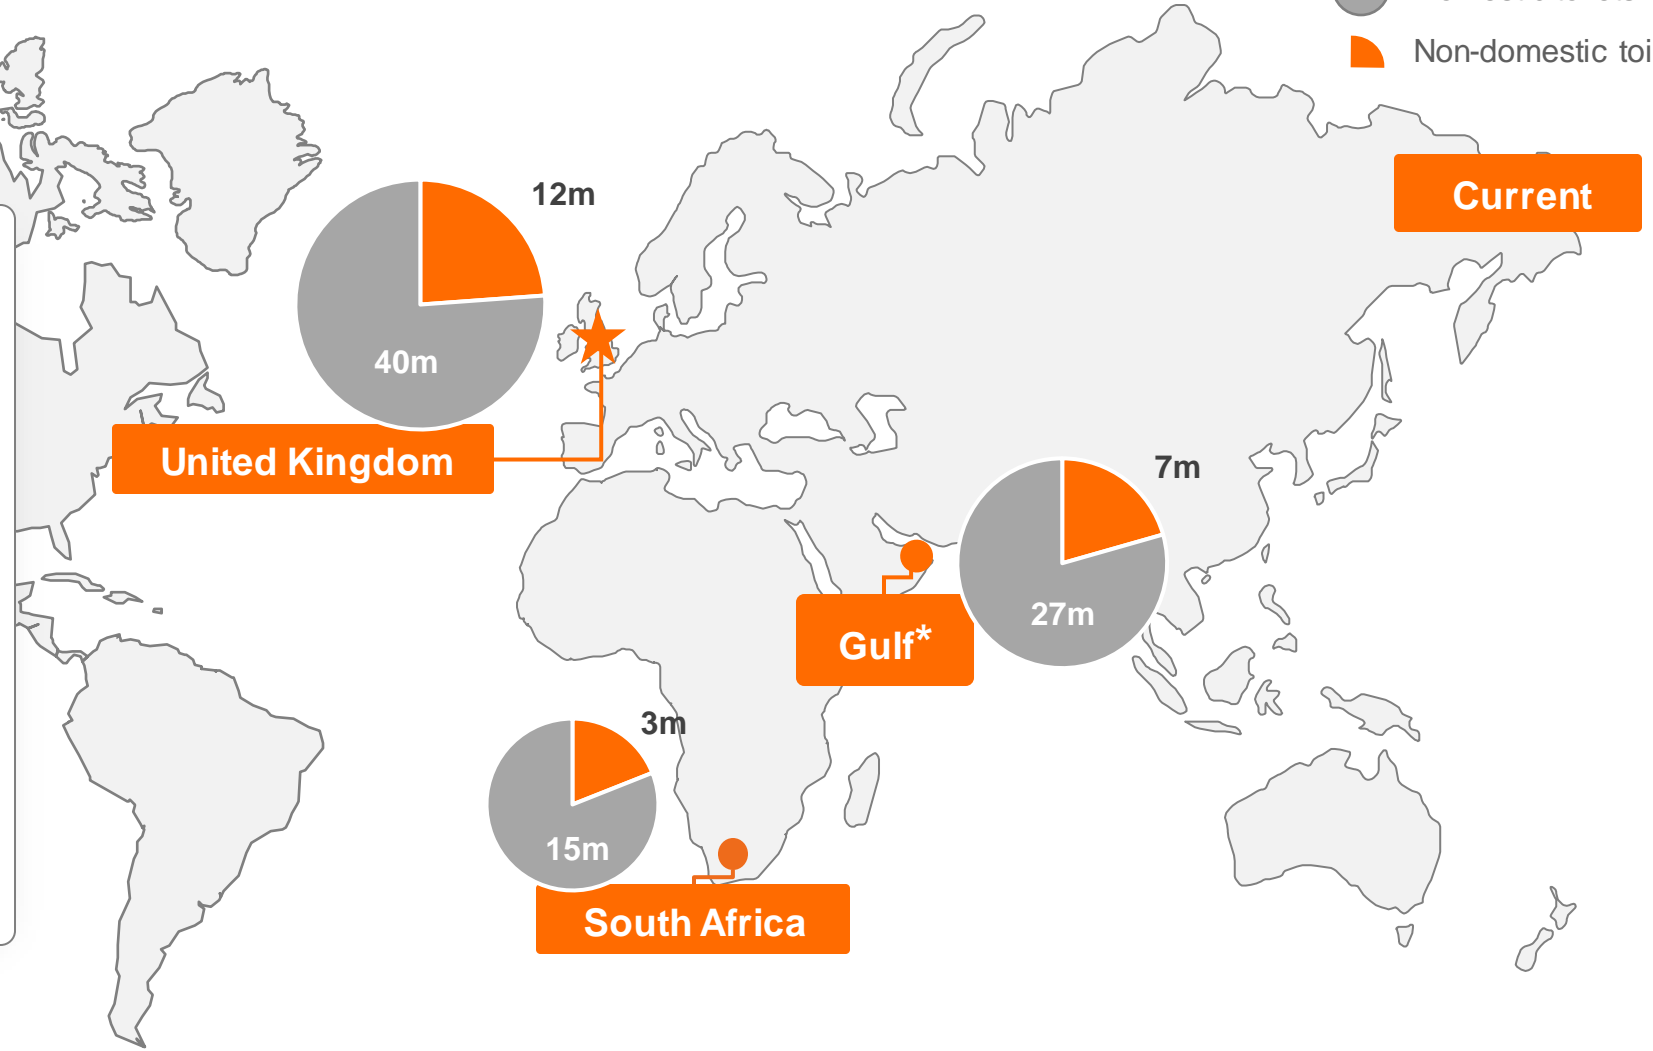 Non-domestic toi
Current
12m
40m
United Kingdom
7m
27m
Gulf*
3m
15m
South Africa